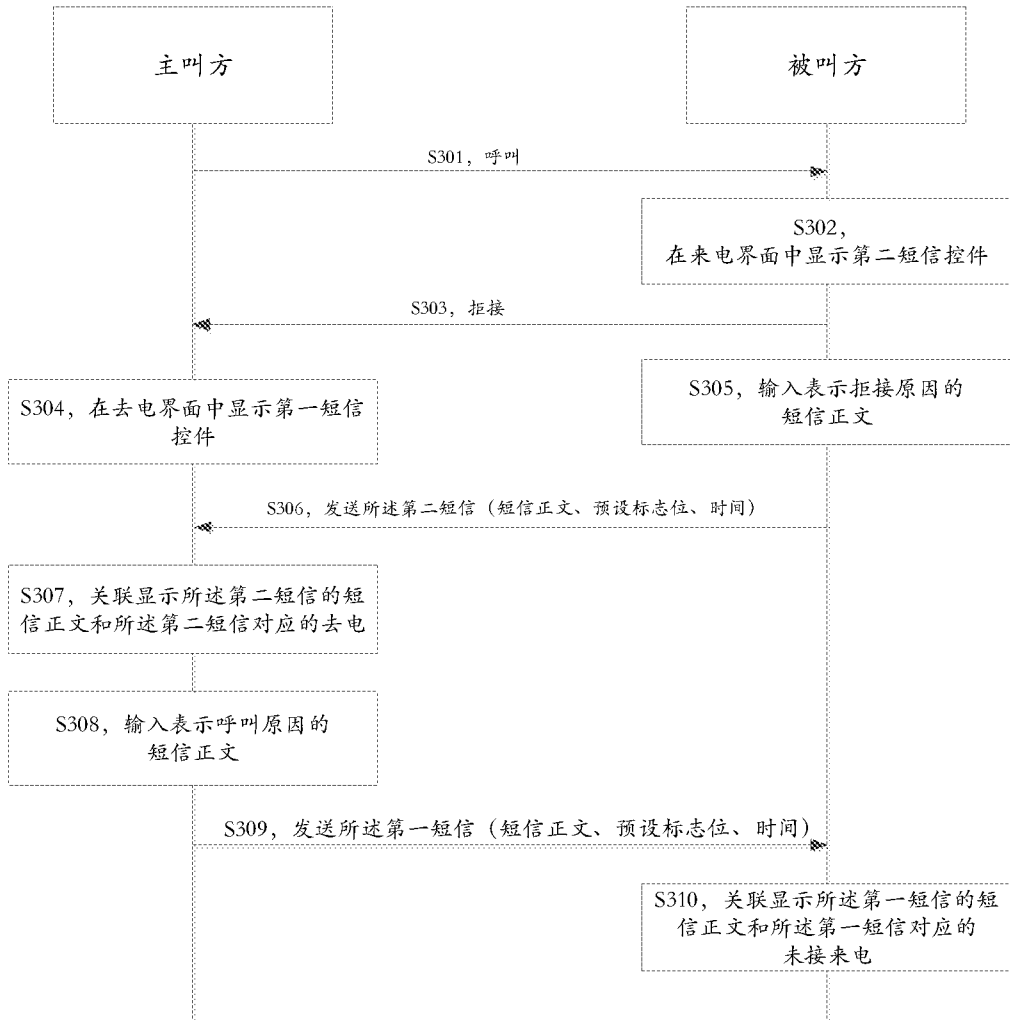 主叫方
被叫方
S301，呼叫
S302，
在来电界面中显示第二短信控件
S303，拒接
S305，输入表示拒接原因的
短信正文
S304，在去电界面中显示第一短信
控件
S306，发送所述第二短信（短信正文、预设标志位、时间）
S307，关联显示所述第二短信的短
信正文和所述第二短信对应的去电
S308，输入表示呼叫原因的
短信正文
S309，发送所述第一短信（短信正文、预设标志位、时间）
S310，关联显示所述第一短信的短
信正文和所述第一短信对应的
未接来电